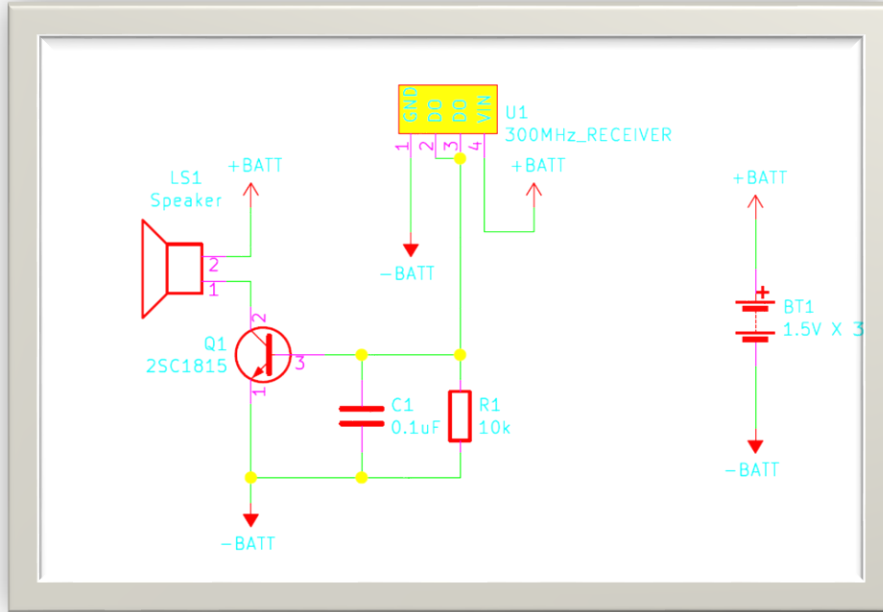 GND
DO
DO
VIN
U1
300MHz_RECEIVER
1
2
3
4
+BATT
+BATT
+BATT
LS1
Speaker
2
1
-BATT
BT1
1.5V X 3
+
2
Q1
2SC1815
3
1
C1
0.1uF
R1
10k
-BATT
-BATT